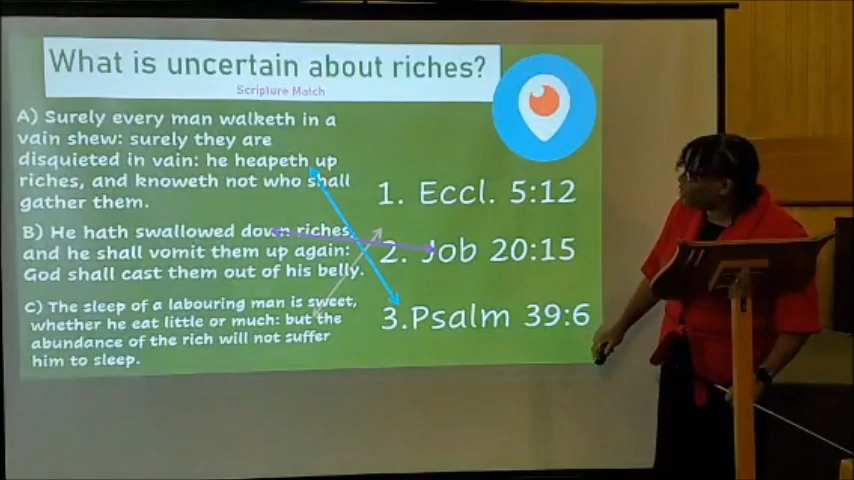 What is uncertain about riches?
Scripture Match
A) Surely every man walketh in a
vain shew: surely they are
disquieted in vain: he heapeth up
riches, and knoweth not who shall
gather them.
B) He hath swallowed down riches,
and he shall vomit them up again:
God shall cast them out of his belly.
C) The sleep of a labouring man is sweet,
whether he eat little or much: but the
abundance of the rich will not suffer
him to sleep.
1. Eccl. 5:12
2. Job 20:15
3.Psalm 39:6